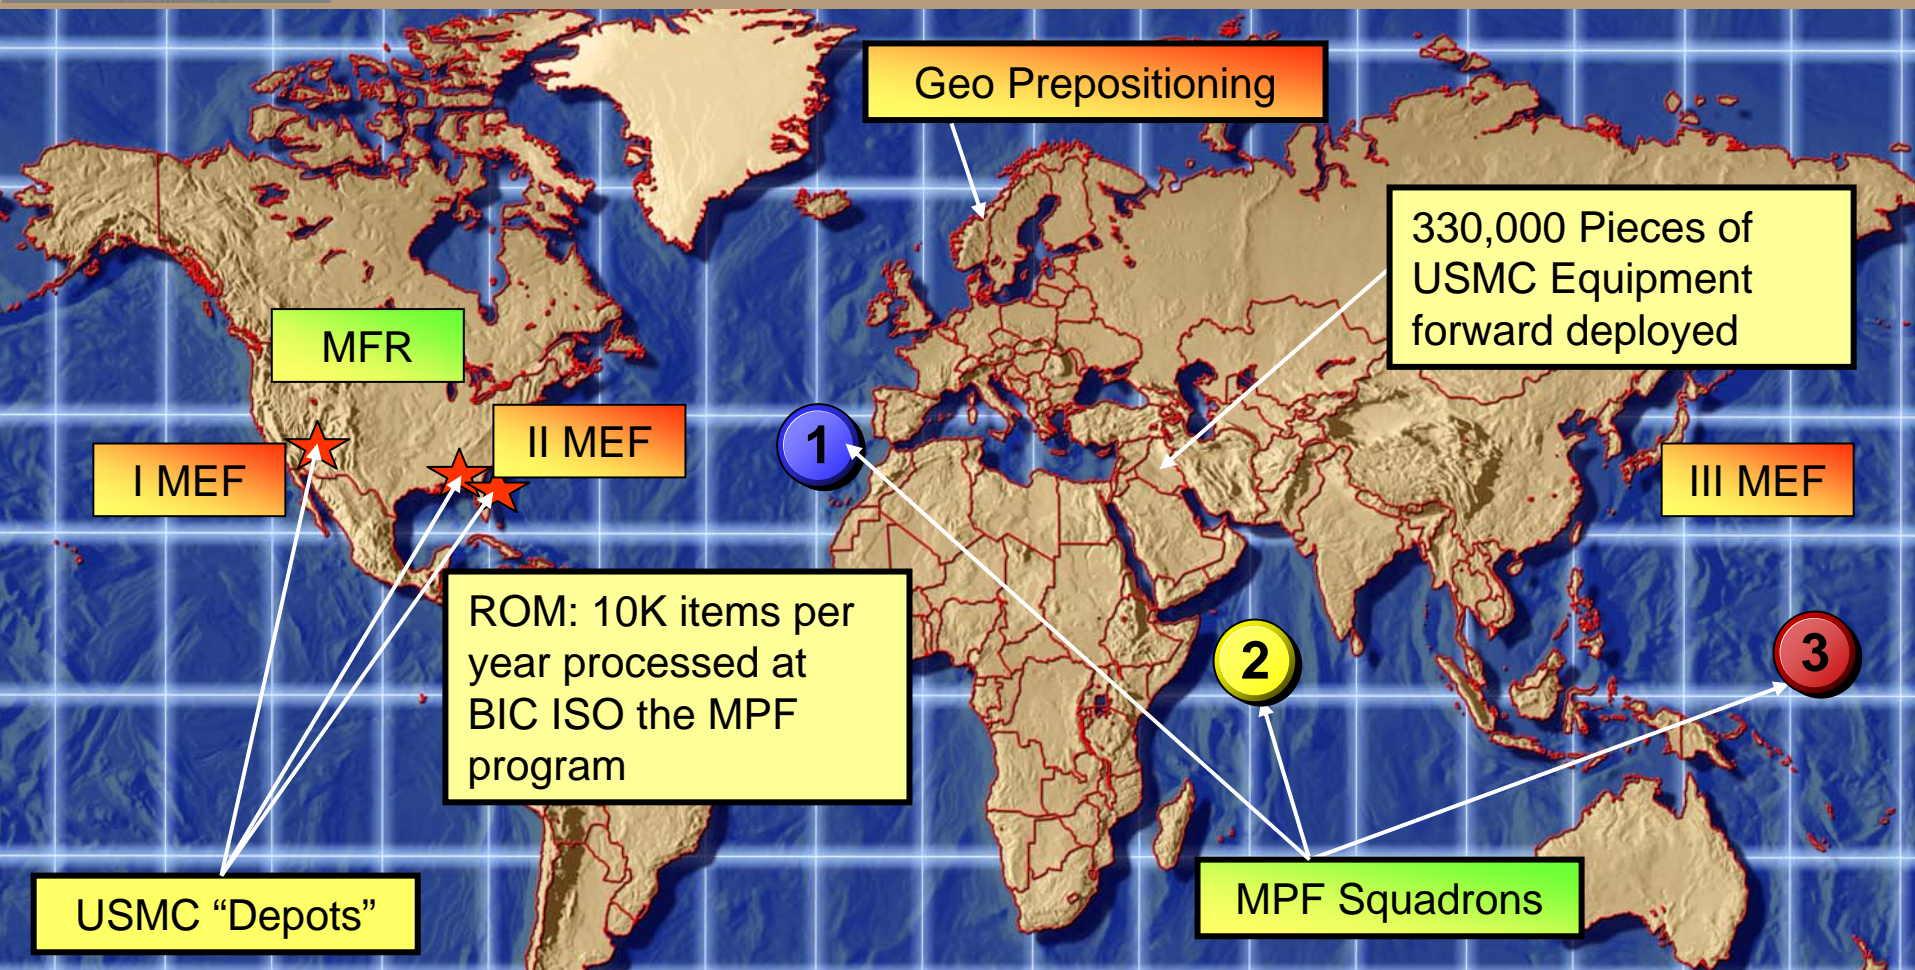 Geo Prepositioning
330,000 Pieces of
USMC Equipment
forward deployed
MFR
II MEF
I MEF
III MEF
1
2
3
ROM: 10K items per
year processed at
BIC ISO the MPF
program
USMC “Depots”
MPF Squadrons